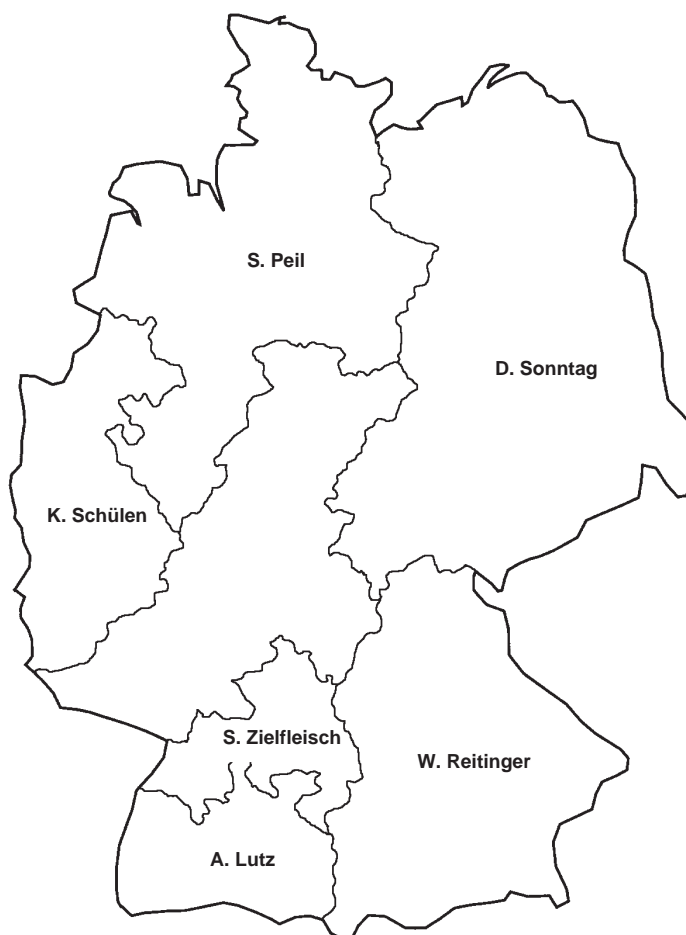 S. Peil
D. Sonntag
K. Schülen
S. Zielfleisch
W. Reitinger
A. Lutz